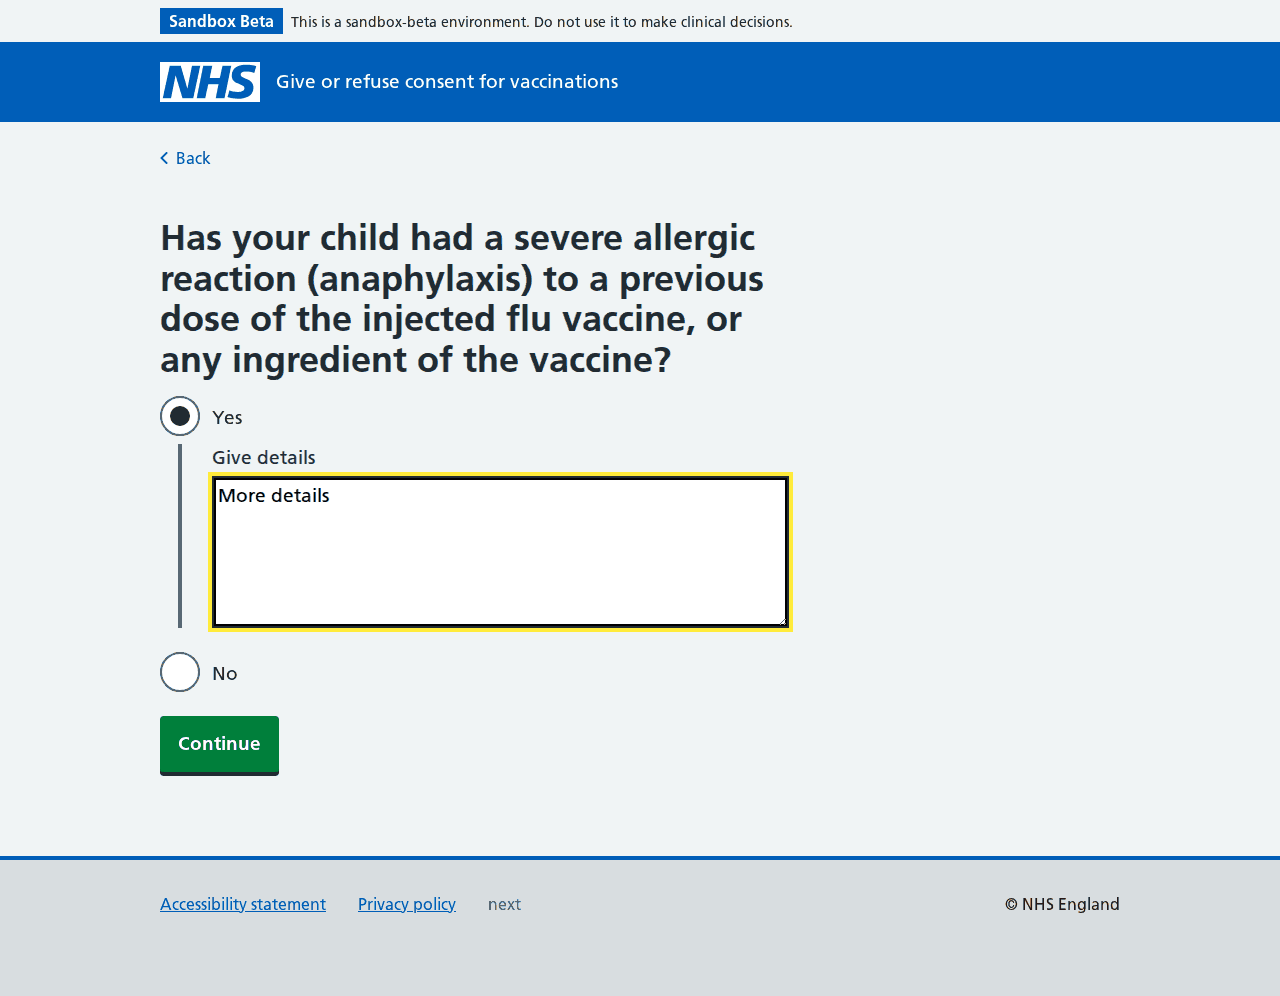 Sandbox Beta This is a sandbox-beta environment. Do not use it to make clinical decisions.
NHS Give or refuse consent for vaccinations
Back
Has your child had a severe allergic
reaction (anaphylaxis) to a previous
dose of the injected flu vaccine, or
any ingredient of the vaccine?
Yes
Give details
More details
No
Continue
Accessibility statement Privacy policy next © NHS England